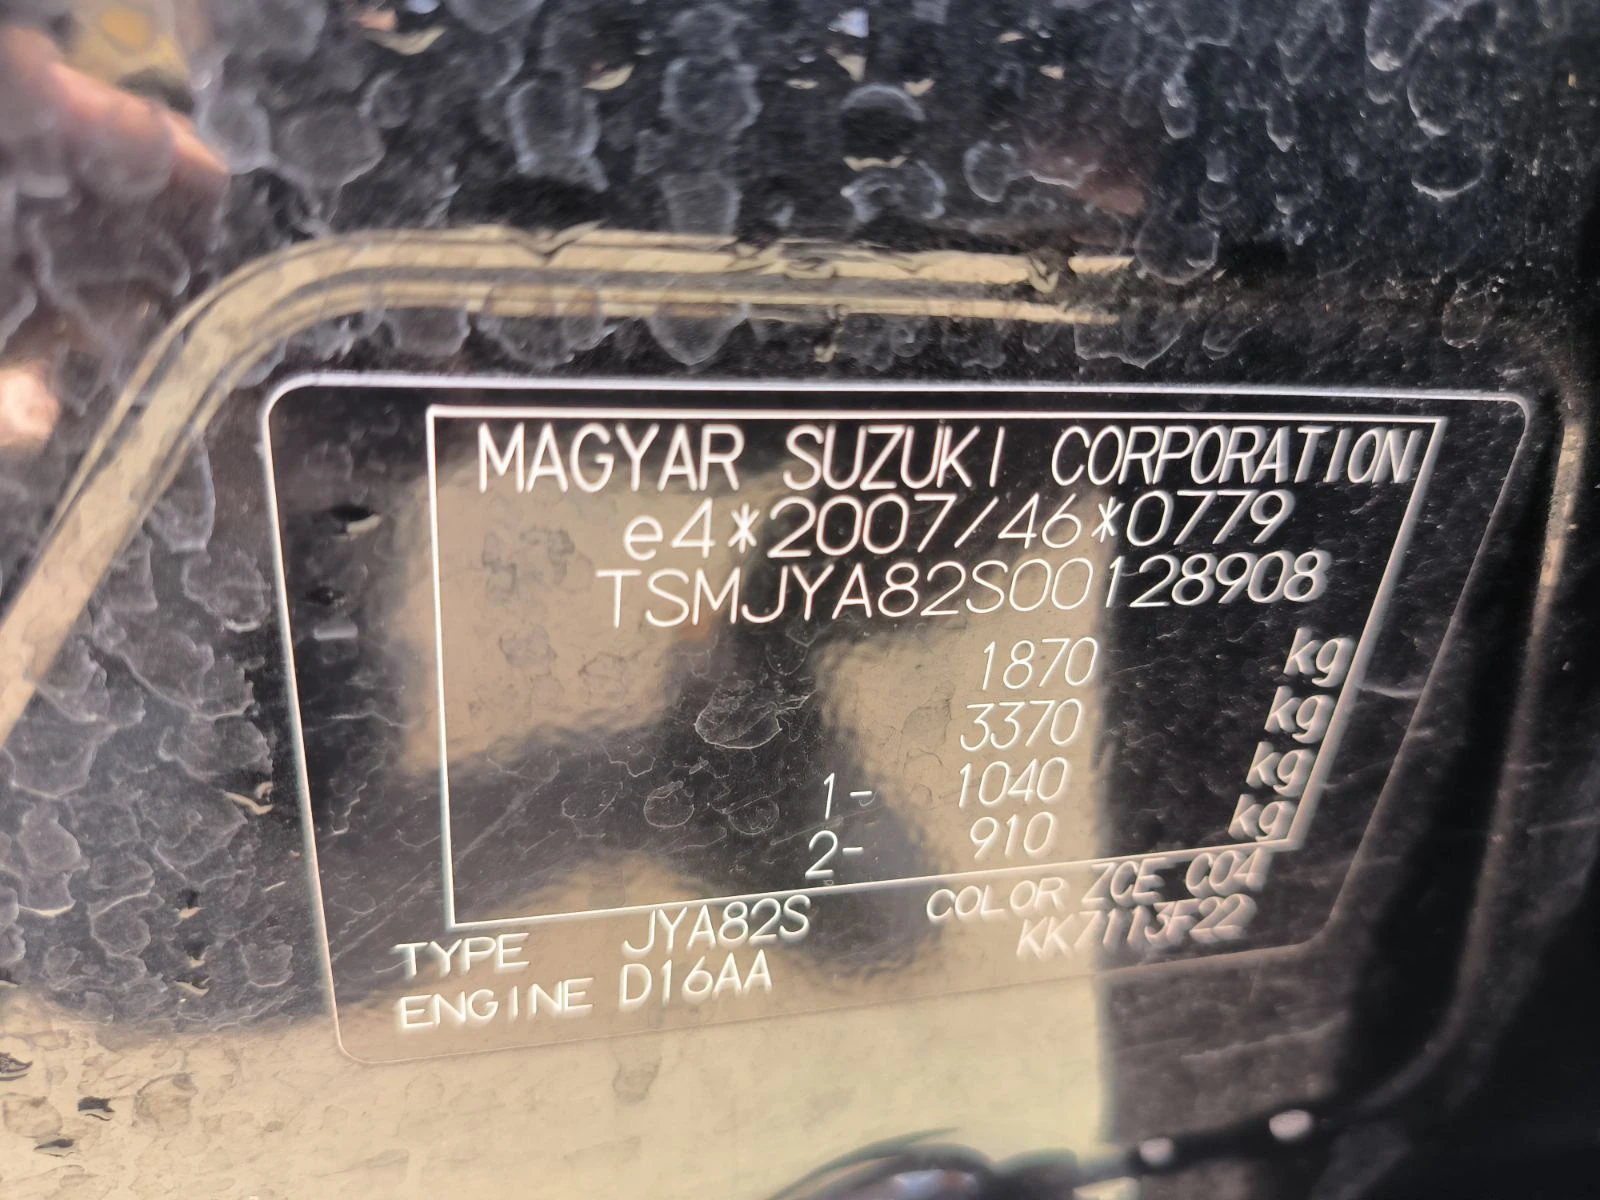 MAGYAR SUZUKI CORPORATION
e4*2007/46*0779
TSMJYA82S00128908
1870 kg
3370 kg
1- 1040 kg
2- 910 kg
TYPE JYA82S COLOR ZCE C04
ENGINE D16AA KK7113F22